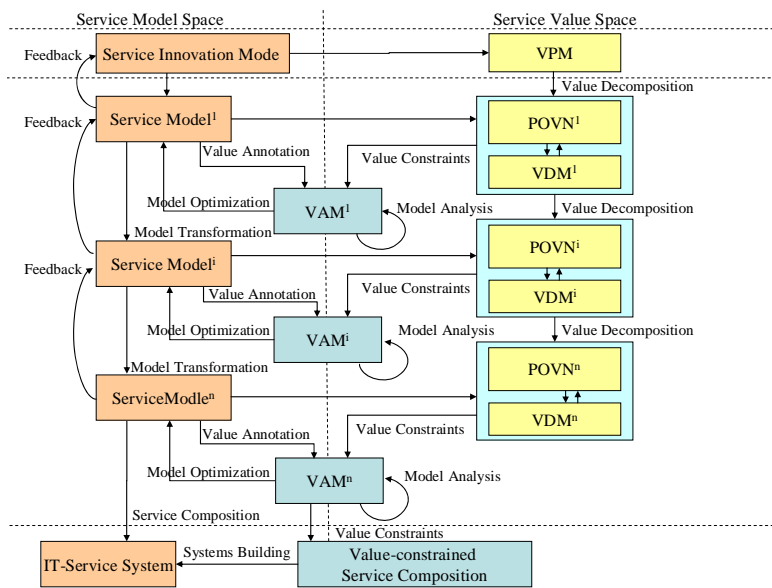 Service Model Space
Service Value Space
Feedback
Service Innovation Mode
VPM
Value Decomposition
Feedback
Service Model¹
POVN¹
Value Annotation
Value Constraints
VDM¹
Model Optimization
VAM¹
Model Analysis
Value Decomposition
Model Transformation
POVNⁱ
Feedback
Service Modelⁱ
Value Constraints
VDMⁱ
Value Annotation
Model Optimization
VAMⁱ
Model Analysis
Value Decomposition
Model Transformation
POVNⁿ
ServiceModleⁿ
VDMⁿ
Value Annotation
Value Constraints
Model Optimization
VAMⁿ
Model Analysis
Service Composition
Value Constraints
IT-Service System
Systems Building
Value-constrained
Service Composition